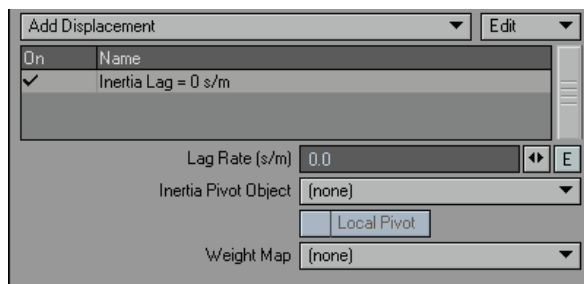 Add Displacement Edit
On Name
Inertia Lag = 0 s/m
Lag Rate (s/m) 0.0 E
Inertia Pivot Object (none)
Local Pivot
Weight Map (none)